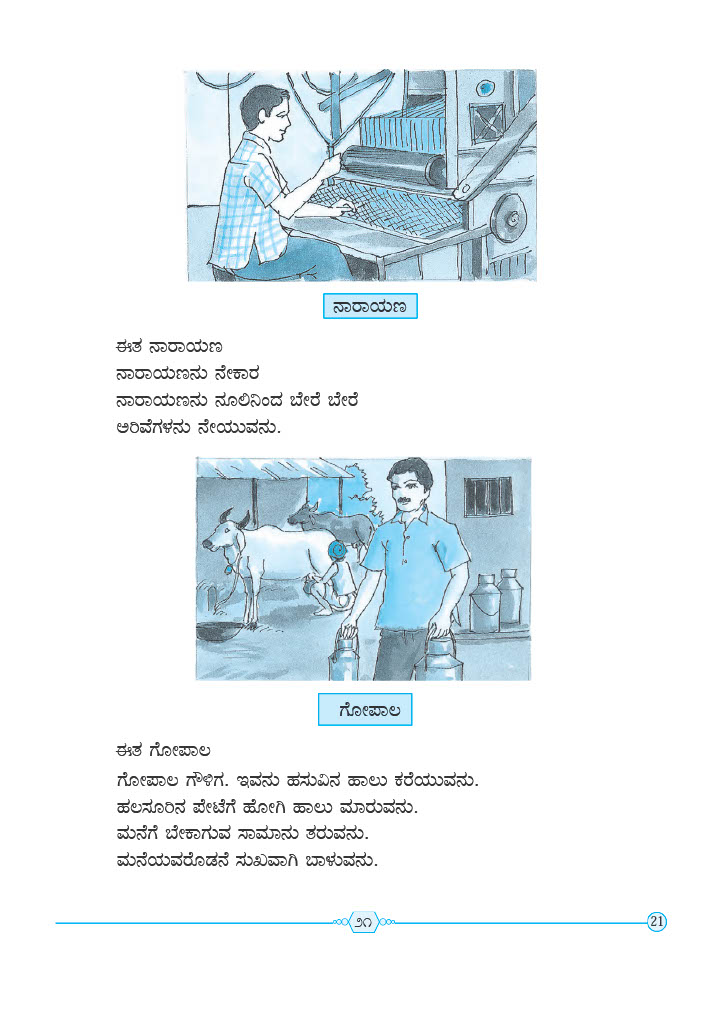 ನಾರಾಯಣ
ಈತ ನಾರಾಯಣ
ನಾರಾಯಣನು ನೇಕಾರ
ನಾರಾಯಣನು ನೂಲಿನಿಂದ ಬೇರೆ ಬೇರೆ
ಅರಿವೆಗಳನು ನೇಯುವನು.
ಗೋಪಾಲ
ಈತ ಗೋಪಾಲ
ಗೋಪಾಲ ಗೌಳಿಗ. ಇವನು ಹಸುವಿನ ಹಾಲು ಕರೆಯುವನು.
ಹಲಸೂರಿನ ಪೇಟೆಗೆ ಹೋಗಿ ಹಾಲು ಮಾರುವನು.
ಮನೆಗೆ ಬೇಕಾಗುವ ಸಾಮಾನು ತರುವನು.
ಮನೆಯವರೊಡನೆ ಸುಖವಾಗಿ ಬಾಳುವನು.
೨೧
21